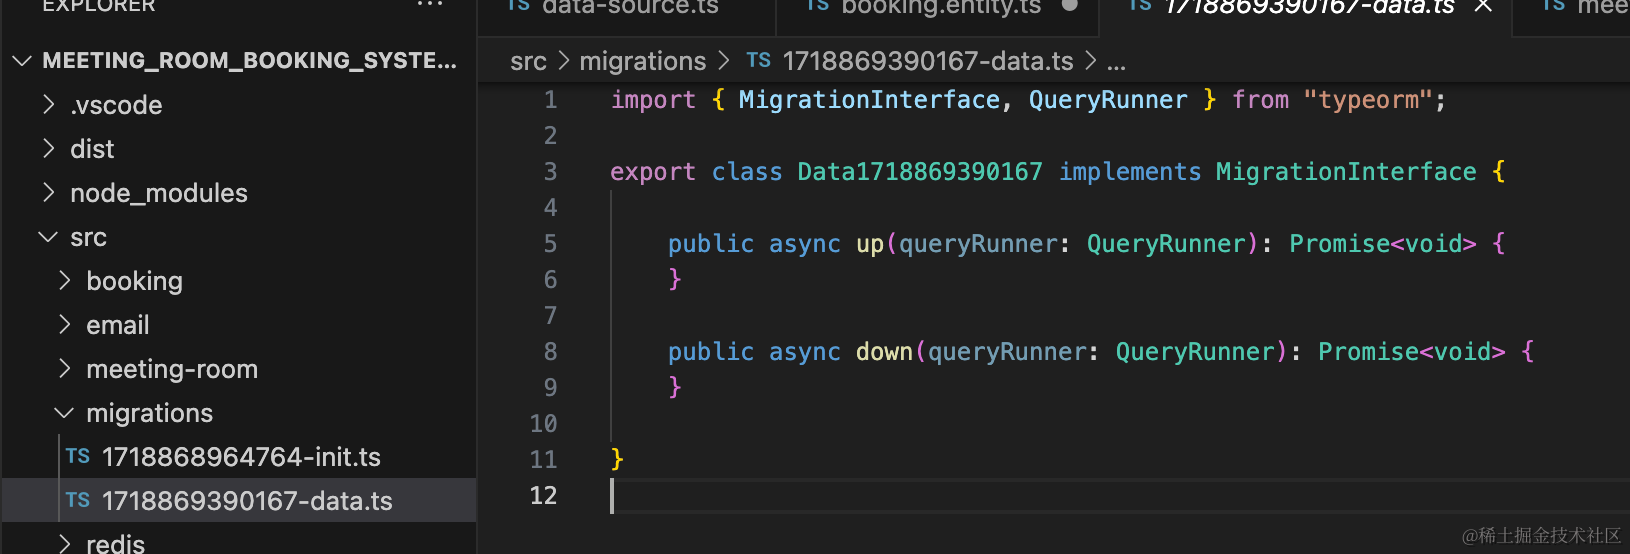 EXPLORER
MEETING_ROOM_BOOKING_SYSTE...
.vscode
dist
node_modules
src
booking
email
meeting-room
migrations
TS 1718868964764-init.ts
TS 1718869390167-data.ts
redis
TS data-source.ts
TS booking.entity.ts
TS 1718869390167-data.ts
TS mee
src > migrations > TS 1718869390167-data.ts > ...
1 import { MigrationInterface, QueryRunner } from "typeorm";
2
3 export class Data1718869390167 implements MigrationInterface {
4
5 public async up(queryRunner: QueryRunner): Promise<void> {
6 }
7
8 public async down(queryRunner: QueryRunner): Promise<void> {
9 }
10
11 }
12
@稀土掘金技术社区